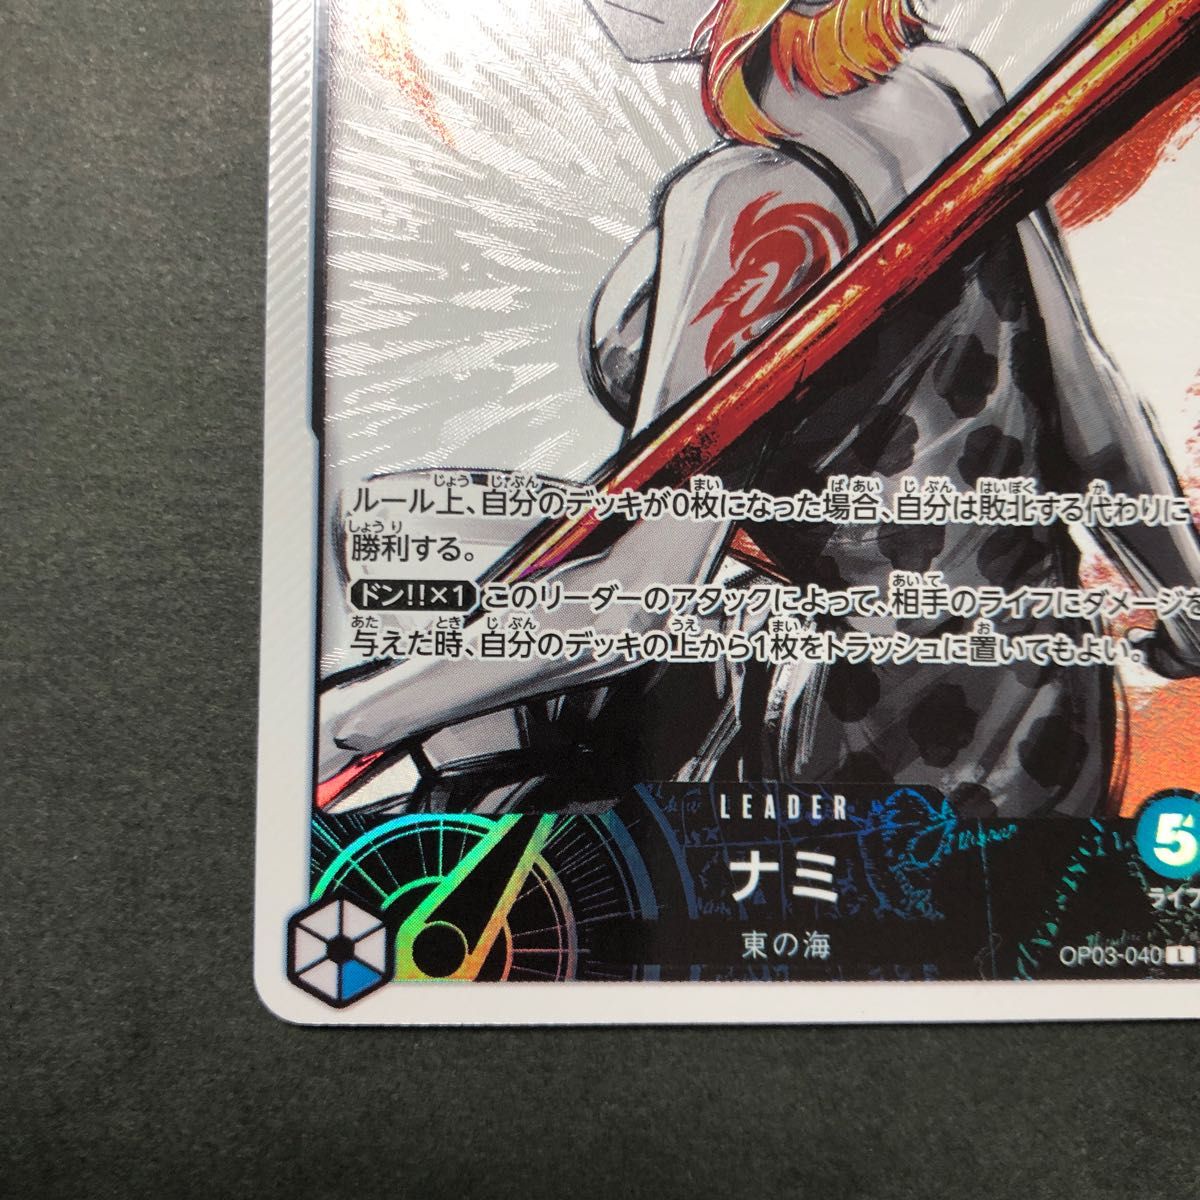 ルール上、自分のデッキが0枚になった場合、自分は敗北する代わりに
勝利する。
ドン!!×1 このリーダーのアタックによって、相手のライフにダメージを
与えた時、自分のデッキの上から1枚をトラッシュに置いてもよい。
LEADER
ナミ
5
ライフ
東の海
OP03-040 L